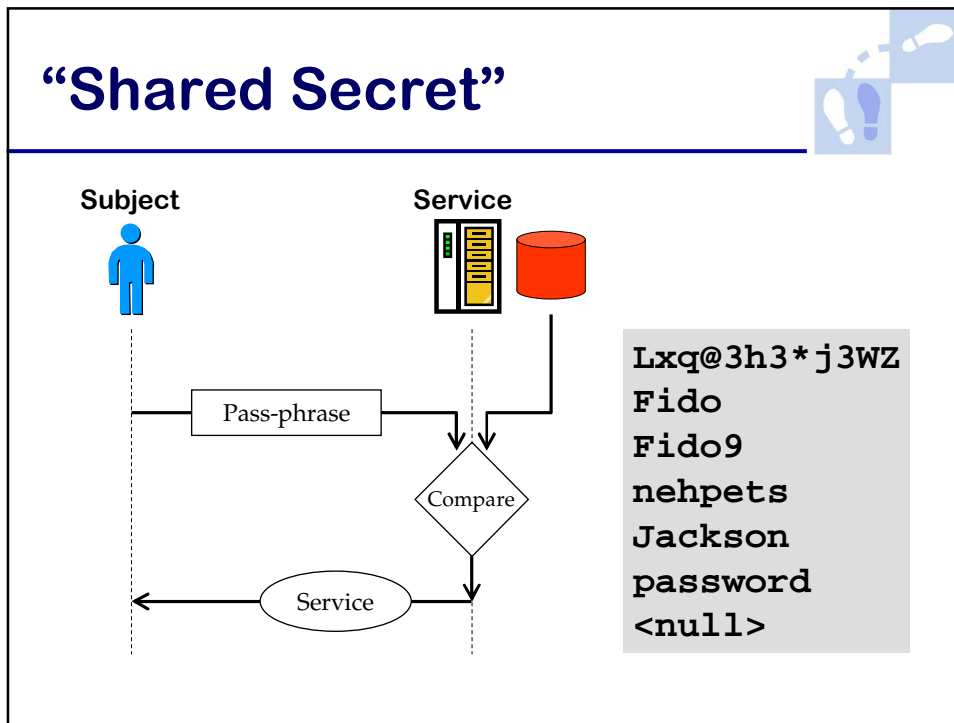 “Shared Secret”
Subject
Service
Pass-phrase
Compare
Service
Lxq@3h3*j3WZ
Fido
Fido9
nehpets
Jackson
password
<null>